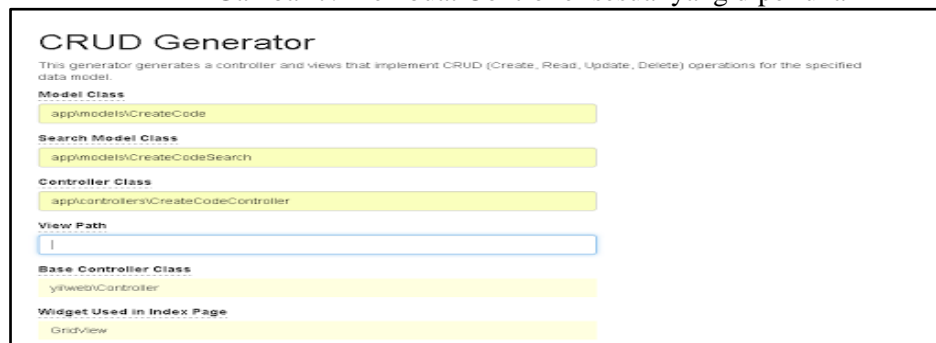 CRUD Generator
This generator generates a controller and views that implement CRUD (Create, Read, Update, Delete) operations for the specified
data model.
Model Class
app\models\CreateCode
Search Model Class
app\models\CreateCodeSearch
Controller Class
app\controllers\CreateCodeController
View Path
Base Controller Class
yii\web\Controller
Widget Used in Index Page
GridView